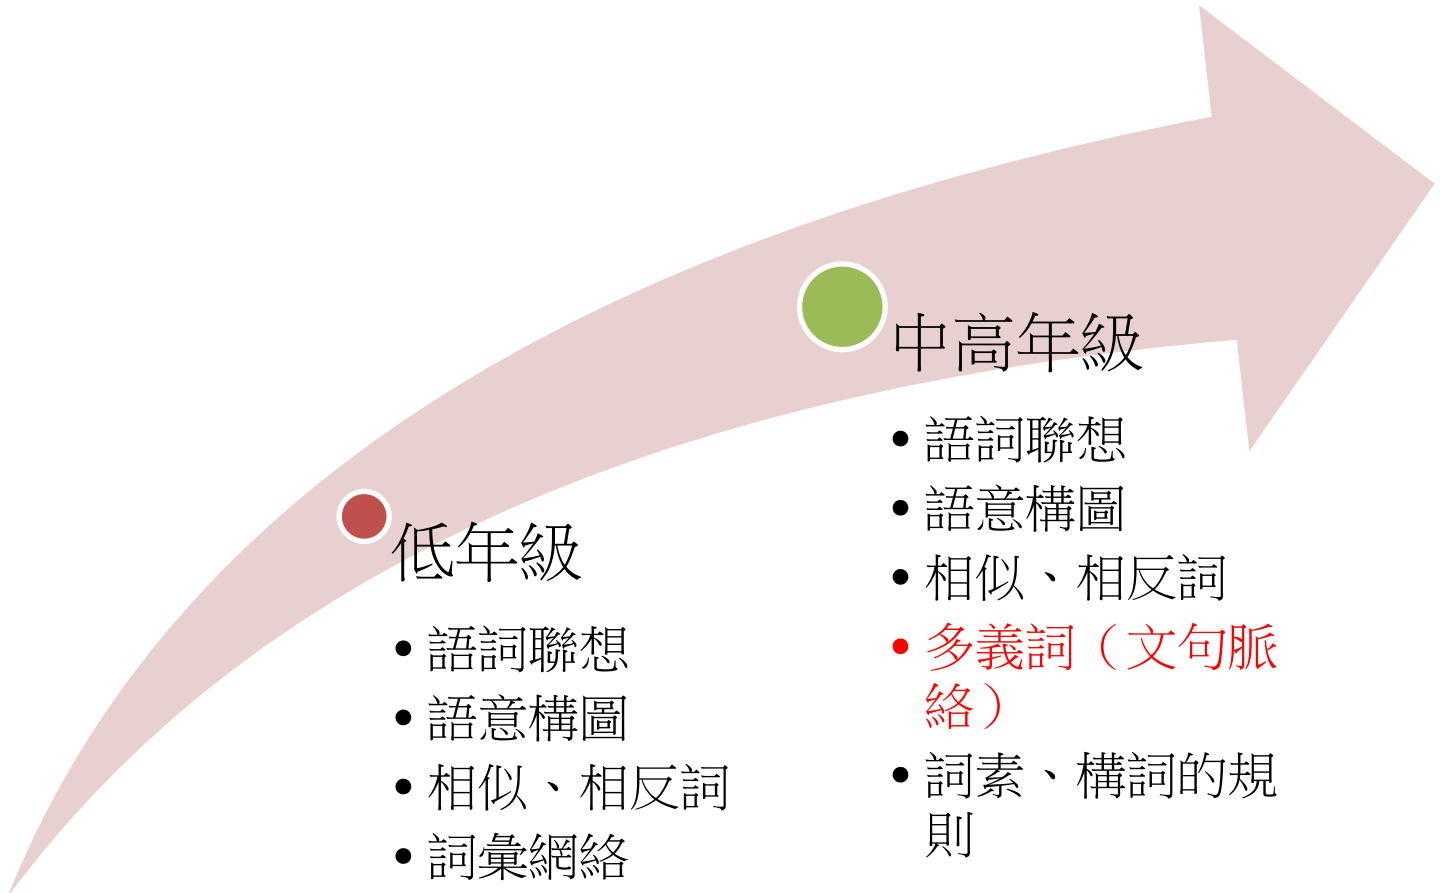 低年級
• 語詞聯想
• 語意構圖
• 相似、相反詞
• 詞彙網絡
中高年級
• 語詞聯想
• 語意構圖
• 相似、相反詞
• 多義詞（文句脈
絡）
• 詞素、構詞的規
則